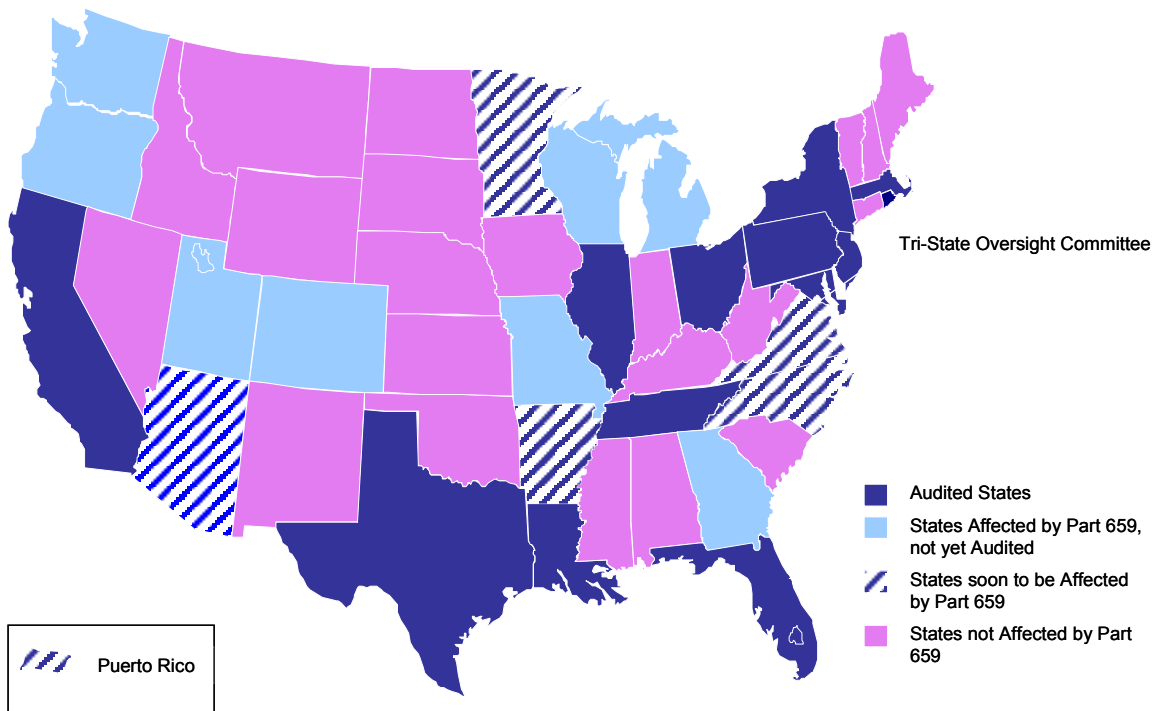 Tri-State Oversight Committee
Audited States
States Affected by Part 659,
not yet Audited
States soon to be Affected
by Part 659
States not Affected by Part
659
Puerto Rico